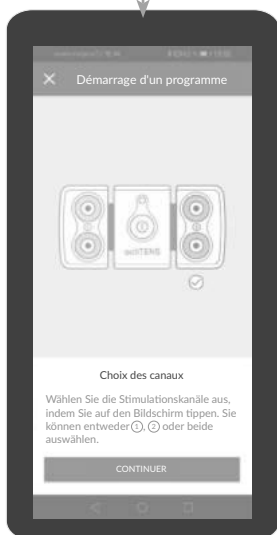 Démarrage d'un programme
actiTENS
Choix des canaux
Wählen Sie die Stimulationskanäle aus,
indem Sie auf den Bildschirm tippen. Sie
können entweder ①, ② oder beide
auswählen.
CONTINUER